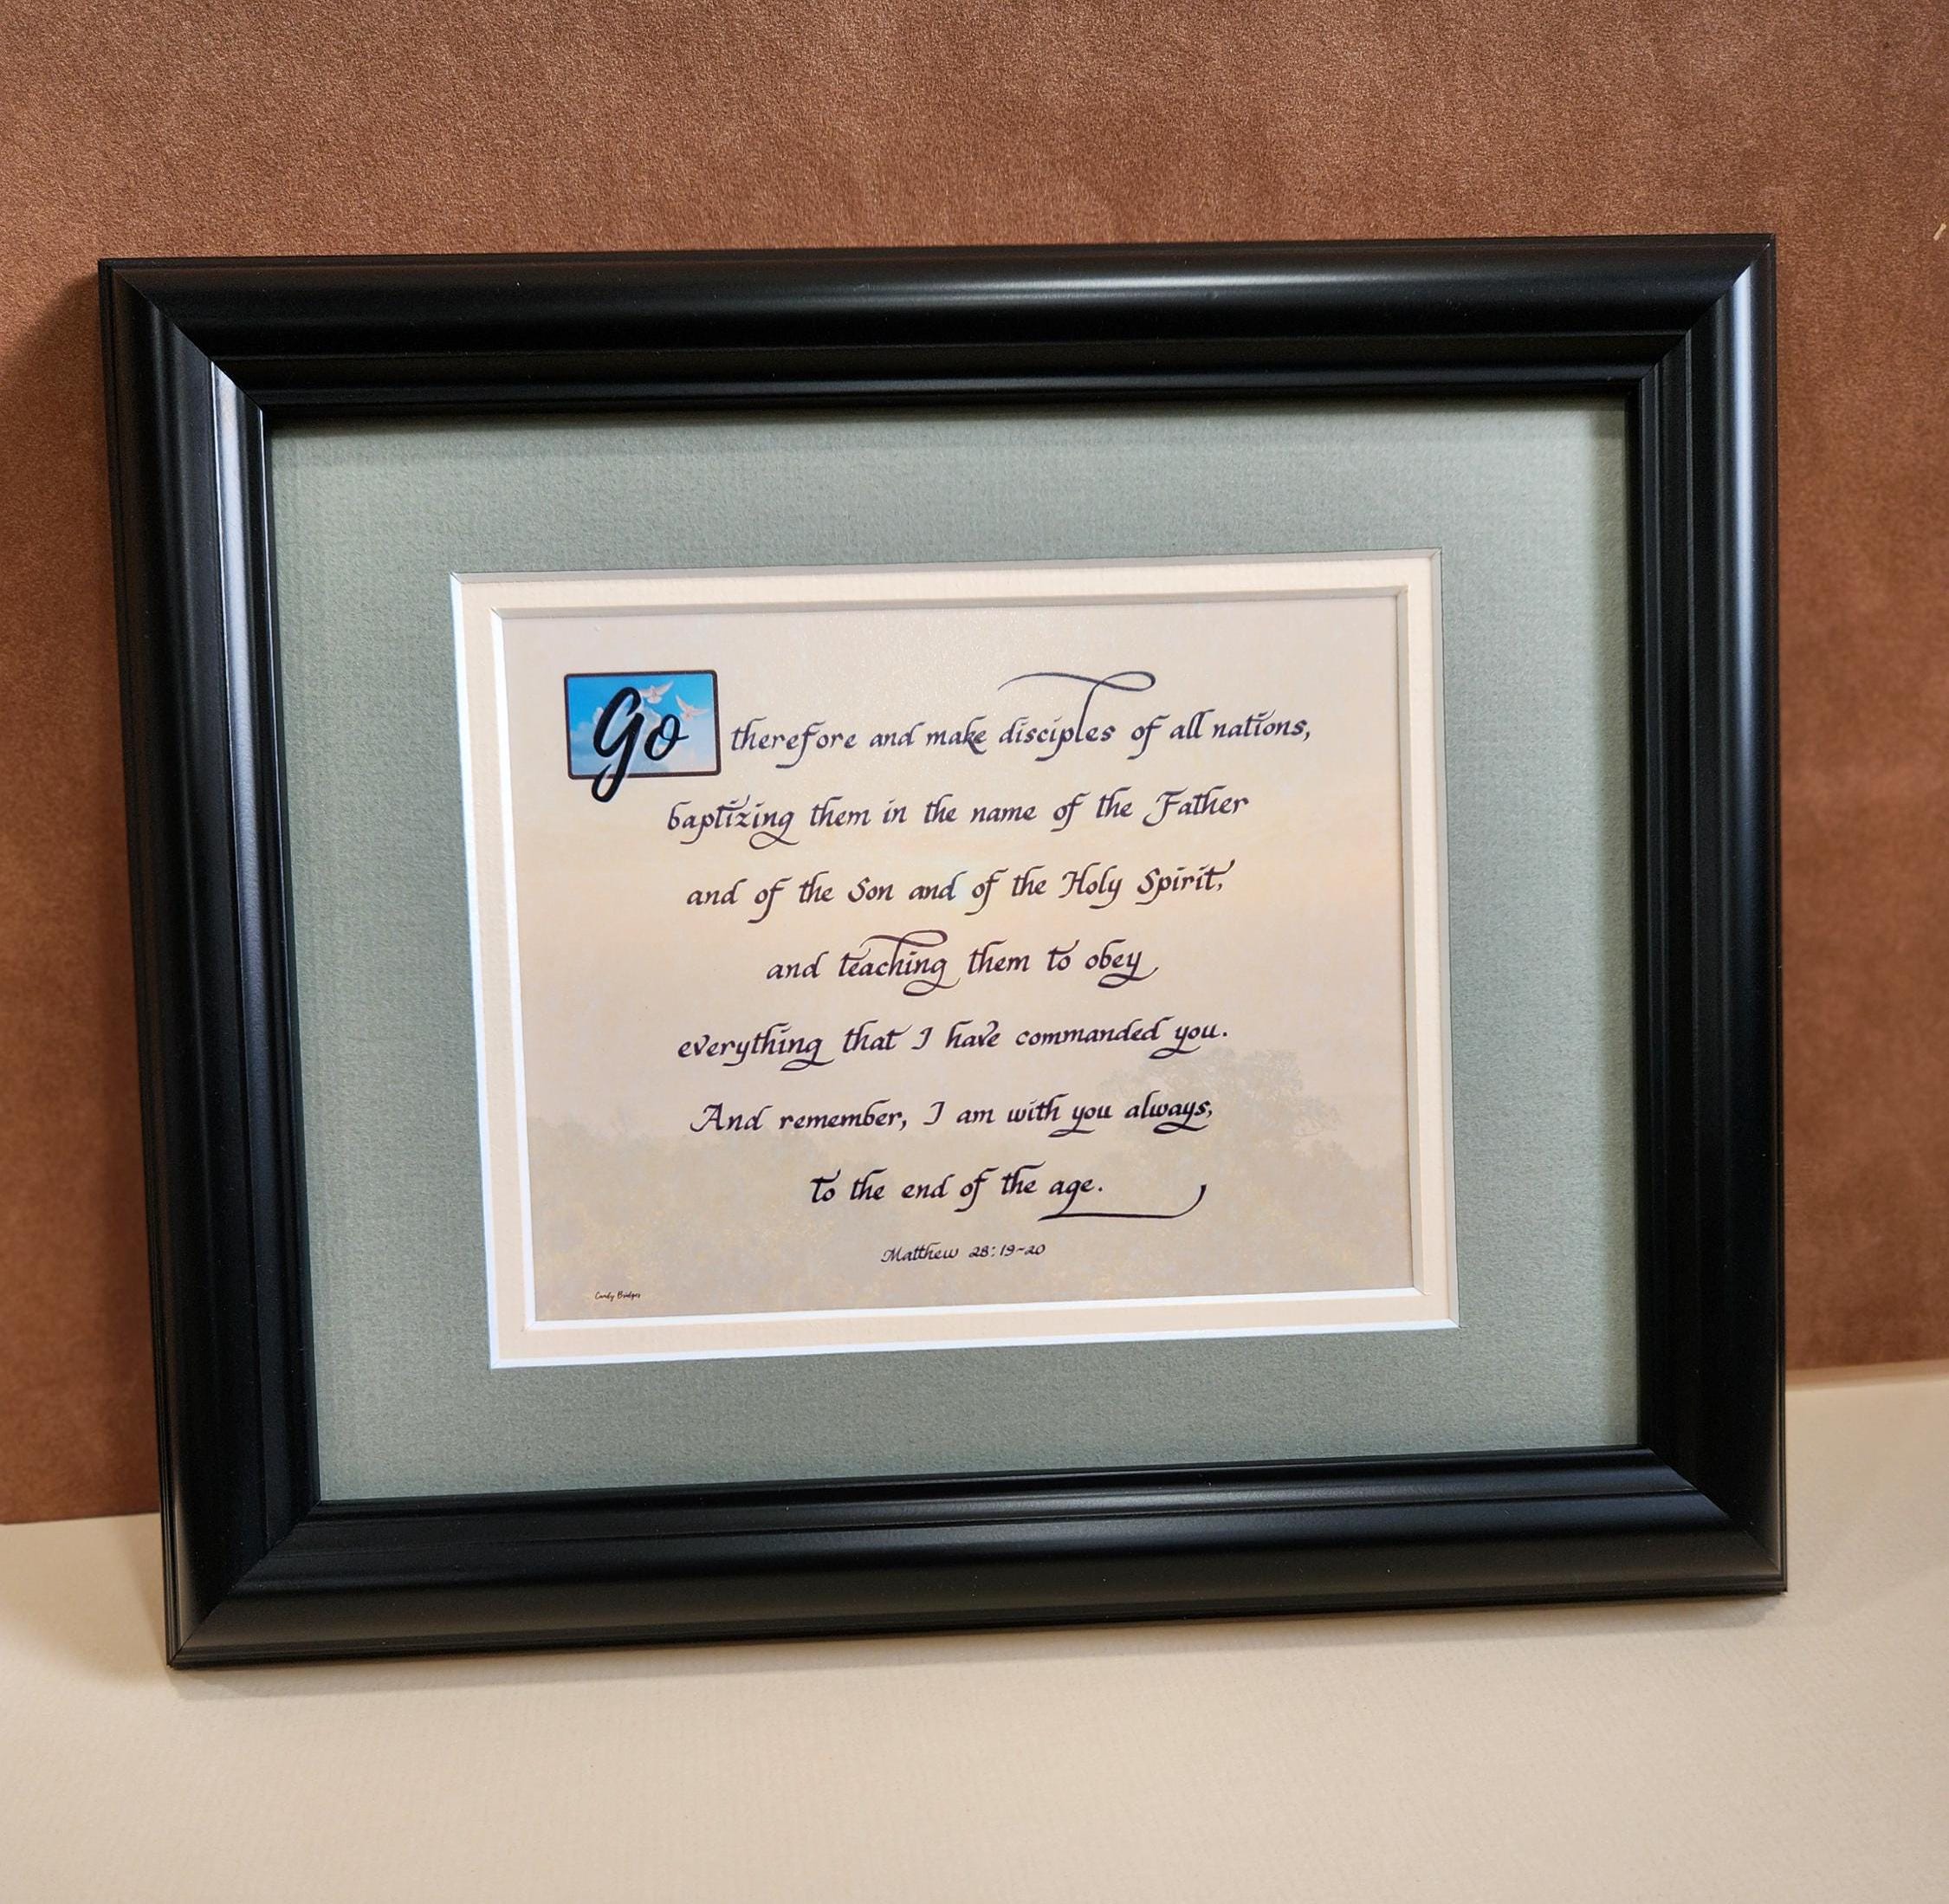 Go therefore and make disciples of all nations,
baptizing them in the name of the Father
and of the Son and of the Holy Spirit,
and teaching them to obey
everything that I have commanded you.
And remember, I am with you always,
to the end of the age.
Matthew 28:19-20
Candy Bridges